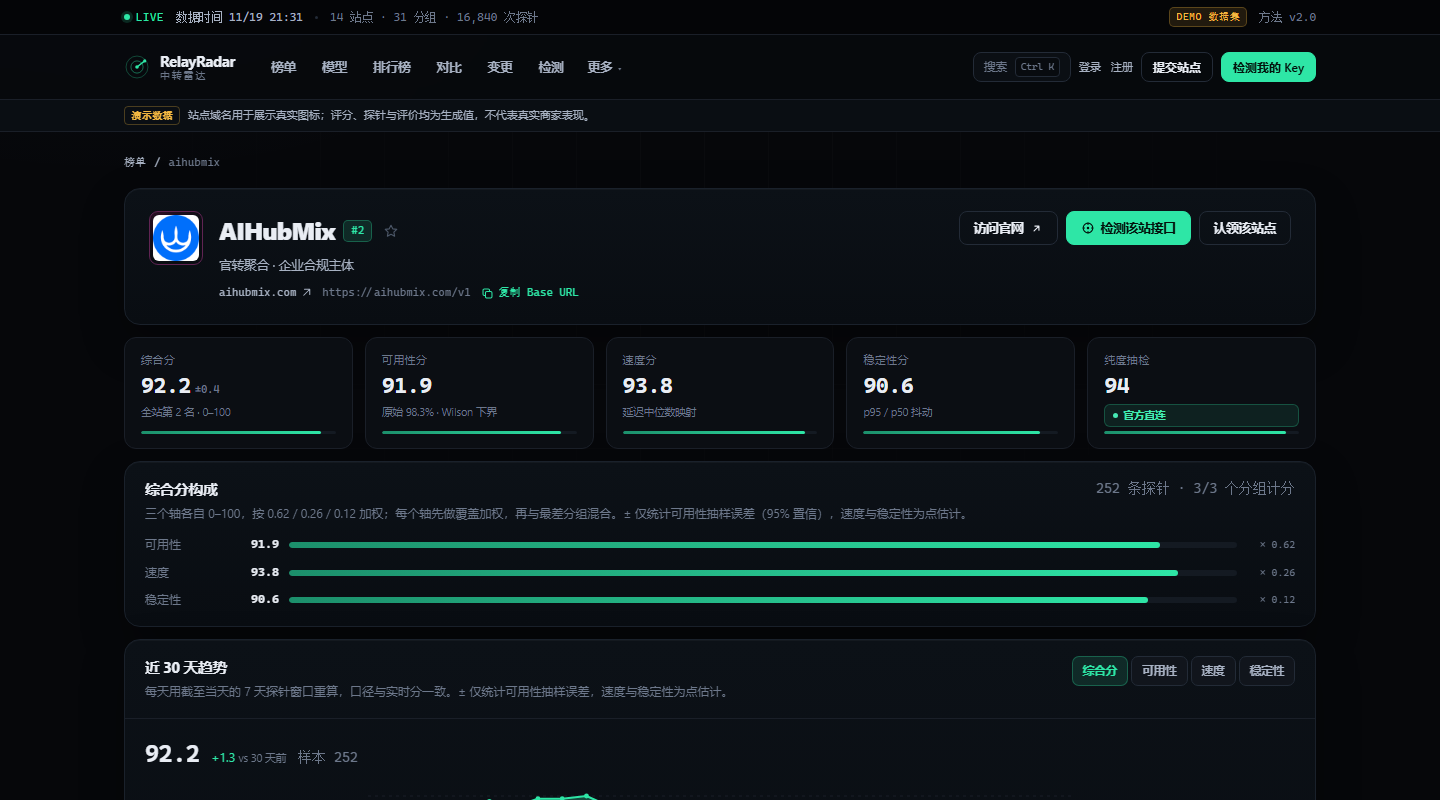 LIVE 数据时间 11/19 21:31 · 14 站点 · 31 分组 · 16,840 次探针 DEMO 数据集 方法 v2.0
RelayRadar
中转雷达
榜单 模型 排行榜 对比 变更 检测 更多
搜索 Ctrl K 登录 注册 提交站点 检测我的 Key
演示数据 站点域名用于展示真实图标；评分、探针与评价均为生成值，不代表真实商家表现。
榜单 / aihubmix
AIHubMix #2
访问官网 ↗ 检测该站接口 认领该站点
官转聚合 · 企业合规主体
aihubmix.com ↗ https://aihubmix.com/v1 复制 Base URL
综合分 可用性分 速度分 稳定性分 纯度抽检
92.2 ±0.4 91.9 93.8 90.6 94
全站第 2 名 · 0–100 原始 98.3% · Wilson 下界 延迟中位数映射 p95 / p50 抖动 官方直连
综合分构成 252 条探针 · 3/3 个分组计分
三个轴各自 0–100，按 0.62 / 0.26 / 0.12 加权；每个轴先做覆盖加权，再与最差分组混合。± 仅统计可用性抽样误差（95% 置信），速度与稳定性为点估计。
可用性 91.9 × 0.62
速度 93.8 × 0.26
稳定性 90.6 × 0.12
近 30 天趋势 综合分 可用性 速度 稳定性
每天用截至当天的 7 天探针窗口重算，口径与实时分一致。± 仅统计可用性抽样误差，速度与稳定性为点估计。
92.2 +1.3 vs 30 天前 样本 252